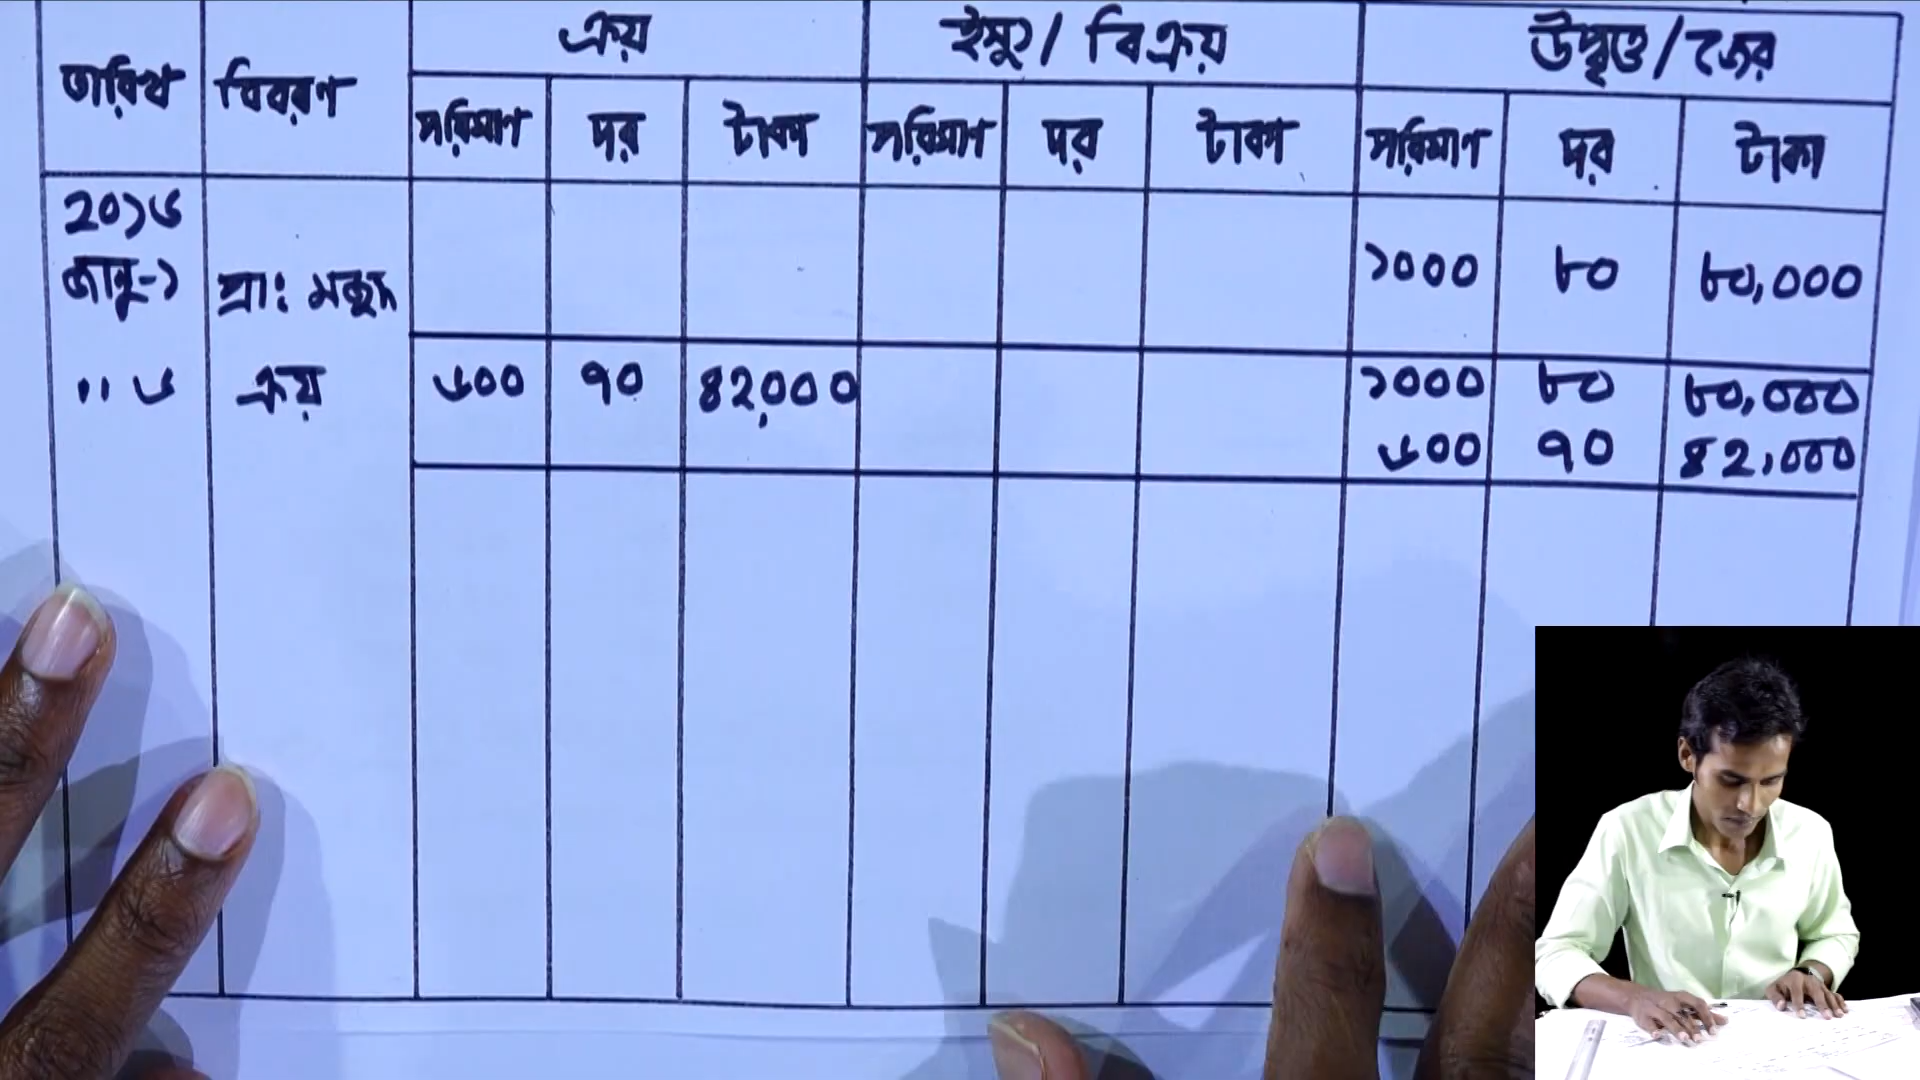 তারিখ বিবরণ ক্রয় ইস্যু/বিক্রয় উদ্বৃত্ত/জের
পরিমাণ দর টাকা পরিমাণ দর টাকা পরিমাণ দর টাকা
২০১৬
জানু-১ প্রা: মজুদ ১০০০ ৮০ ৮০,০০০
,, ৬ ক্রয় ৬০০ ৭০ ৪২,০০০ ১০০০ ৮০ ৮০,০০০
৬০০ ৭০ ৪২,০০০